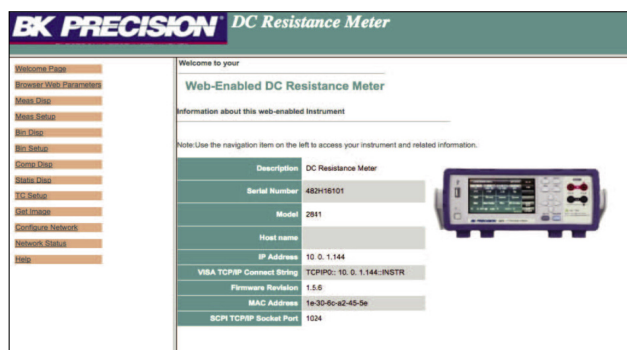 BK PRECISION® DC Resistance Meter
Welcome to your
Web-Enabled DC Resistance Meter
Information about this web-enabled Instrument
Note:Use the navigation item on the left to access your instrument and related information.
Welcome Page
Browser Web Parameters
Meas Disp
Meas Setup
Bin Disp
Bin Setup
Comp Disp
Statis Disp
TC Setup
Get Image
Configure Network
Network Status
Help
Description DC Resistance Meter
Serial Number 482H16101
Model 2841
Host name
IP Address 10. 0. 1.144
VISA TCP/IP Connect String TCPIP0:: 10. 0. 1.144::INSTR
Firmware Revision 1.5.6
MAC Address 1e-30-6c-a2-45-5e
SCPI TCP/IP Socket Port 1024
BK PRECISION